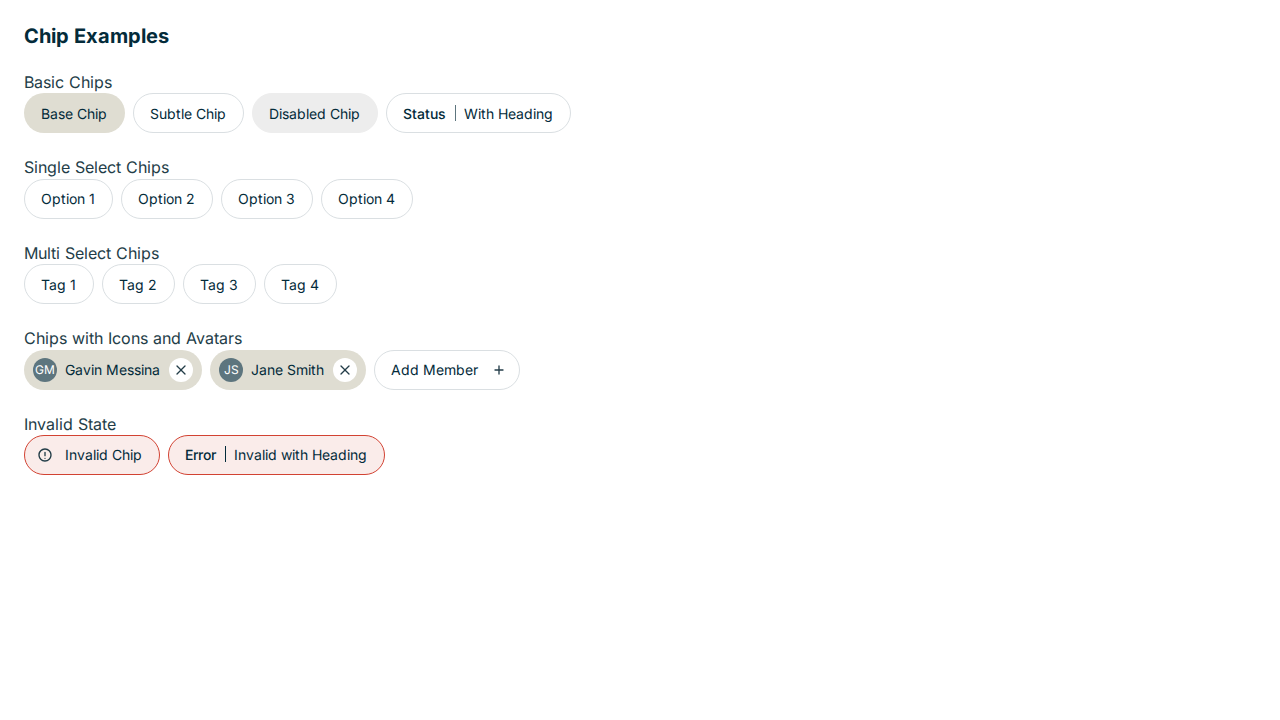 Chip Examples
Basic Chips
Base Chip Subtle Chip Disabled Chip Status With Heading
Single Select Chips
Option 1 Option 2 Option 3 Option 4
Multi Select Chips
Tag 1 Tag 2 Tag 3 Tag 4
Chips with Icons and Avatars
GM Gavin Messina JS Jane Smith Add Member
Invalid State
Invalid Chip Error Invalid with Heading